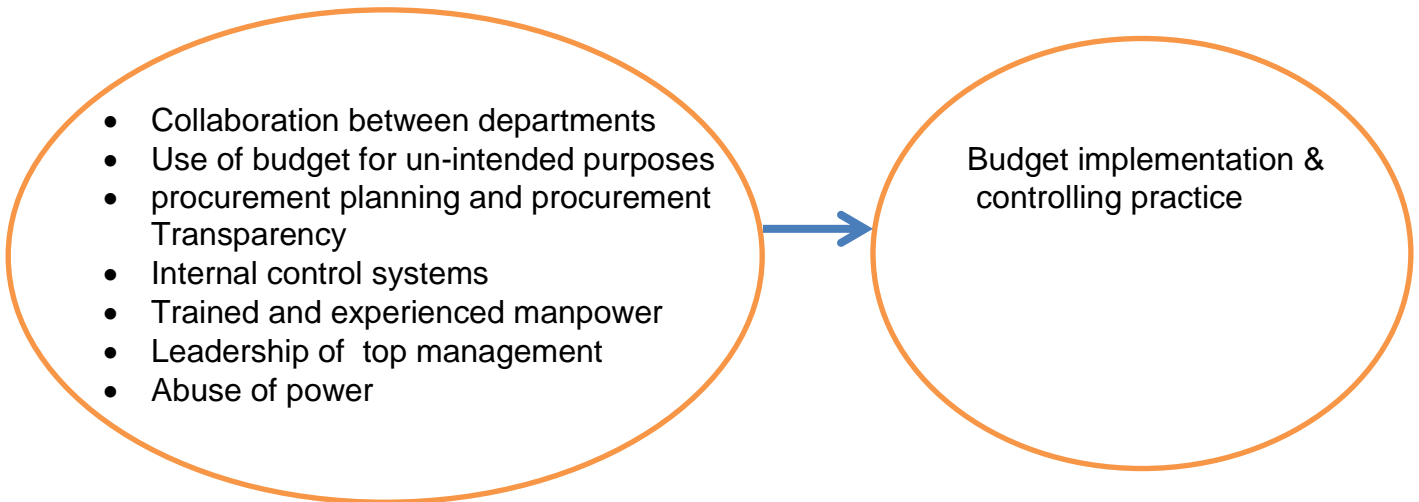 • Collaboration between departments
• Use of budget for un-intended purposes
• procurement planning and procurement
Transparency
• Internal control systems
• Trained and experienced manpower
• Leadership of top management
• Abuse of power
Budget implementation &
controlling practice